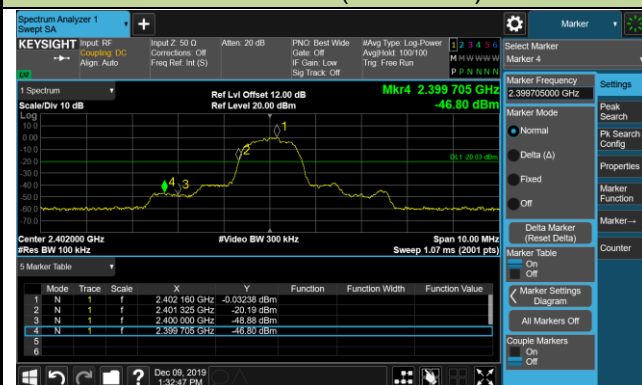 Spectrum Analyzer 1
Swept SA
+
Marker
KEYSIGHT Input: RF Input Z: 50 Ω Atten: 20 dB PNO: Best Wide #Avg Type: Log-Power 1 2 3 4 5 6
Coupling: DC Corrections: Off Gate: Off Avg|Hold: 100/100 M W W W W W
Align: Auto Freq Ref: Int (S) IF Gain: Low Trig: Free Run
Sig Track: Off P P N N N N
Select Marker
Marker 4
1 Spectrum Mkr4 2.399 705 GHz
Ref Lvl Offset 12.00 dB
Scale/Div 10 dB Ref Level 20.00 dBm -46.80 dBm
Log
10.0
0.00
-10.0
-20.0
-30.0
-40.0
-50.0
-60.0
-70.0
1
2
4 3
DL1 -20.03 dBm
Center 2.402000 GHz #Video BW 300 kHz Span 10.00 MHz
#Res BW 100 kHz Sweep 1.07 ms (2001 pts)
5 Marker Table
Mode Trace Scale X Y Function Function Width Function Value
1 N 1 f 2.402 160 GHz -0.03238 dBm
2 N 1 f 2.401 325 GHz -20.19 dBm
3 N 1 f 2.400 000 GHz -48.88 dBm
4 N 1 f 2.399 705 GHz -46.80 dBm
5
6
Marker Frequency
2.399705000 GHz
Marker Mode
Normal
Delta (Δ)
Fixed
Off
Delta Marker
(Reset Delta)
Marker Table
On
Off
Marker Settings
Diagram
All Markers Off
Couple Markers
On
Off
Settings
Peak
Search
Pk Search
Config
Properties
Marker
Function
Marker→
Counter
? Dec 09, 2019
1:32:47 PM